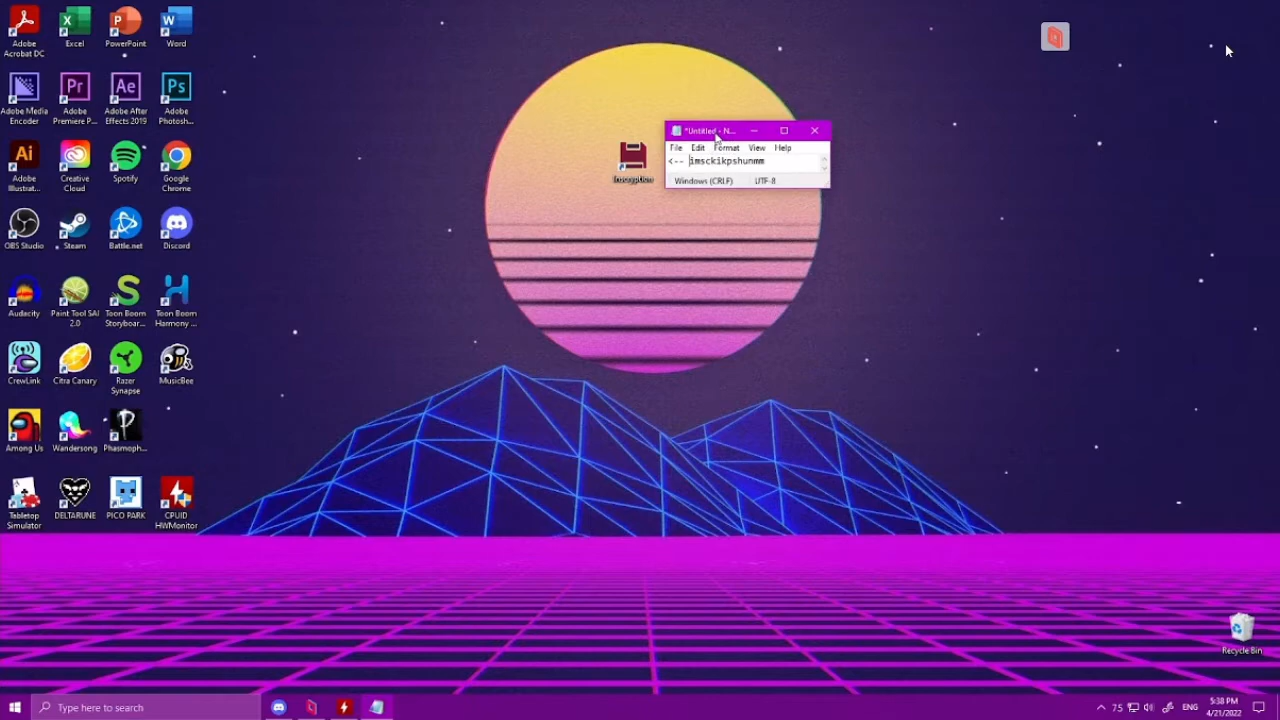 Adobe Acrobat DC
Excel
PowerPoint
Word
Adobe Media Encoder
Adobe Premiere P...
Adobe After Effects 2019
Adobe Photosh...
Adobe Illustrat...
Creative Cloud
Spotify
Google Chrome
OBS Studio
Steam
Battle.net
Discord
Audacity
Paint Tool SAI 2.0
Toon Boom Storyboar...
Toon Boom Harmony ...
CrewLink
Citra Canary
Razer Synapse
MusicBee
Among Us
Wandersong
Phasmoph...
Tabletop Simulator
DELTARUNE
PICO PARK
CPUID HWMonitor
Inscryption
*Untitled - N...
File Edit Format View Help
<-- imsckikpshunmm
Windows (CRLF) UTF-8
Recycle Bin
Type here to search
75 ENG
5:38 PM
4/21/2022